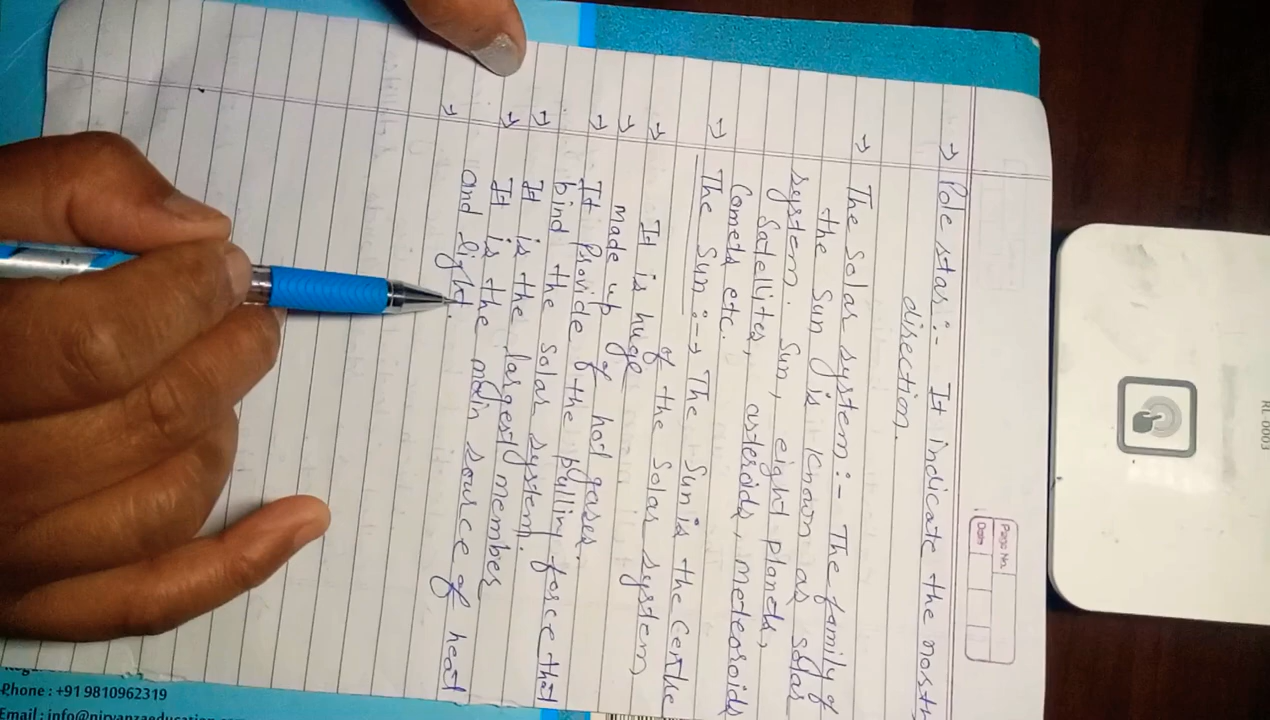 Page No.
Date
→ Pole star:- It indicate the north
direction.
→ The Solar system:- The family of
the Sun is known as solar
system. Sun, eight planets,
Satellites, asteroids, meteoroids
Comets etc.
→ The Sun:-→ The Sun is the centre
of the Solar System,
→ It is huge
→ made up of hot gases.
→ It Provide the pulling force that
bind the solar system.
→ It is the largest member
→ It is the main source of heat
and light.
RL 0003
Phone : +91 9810962319
Email : info@nirvanzaeducation